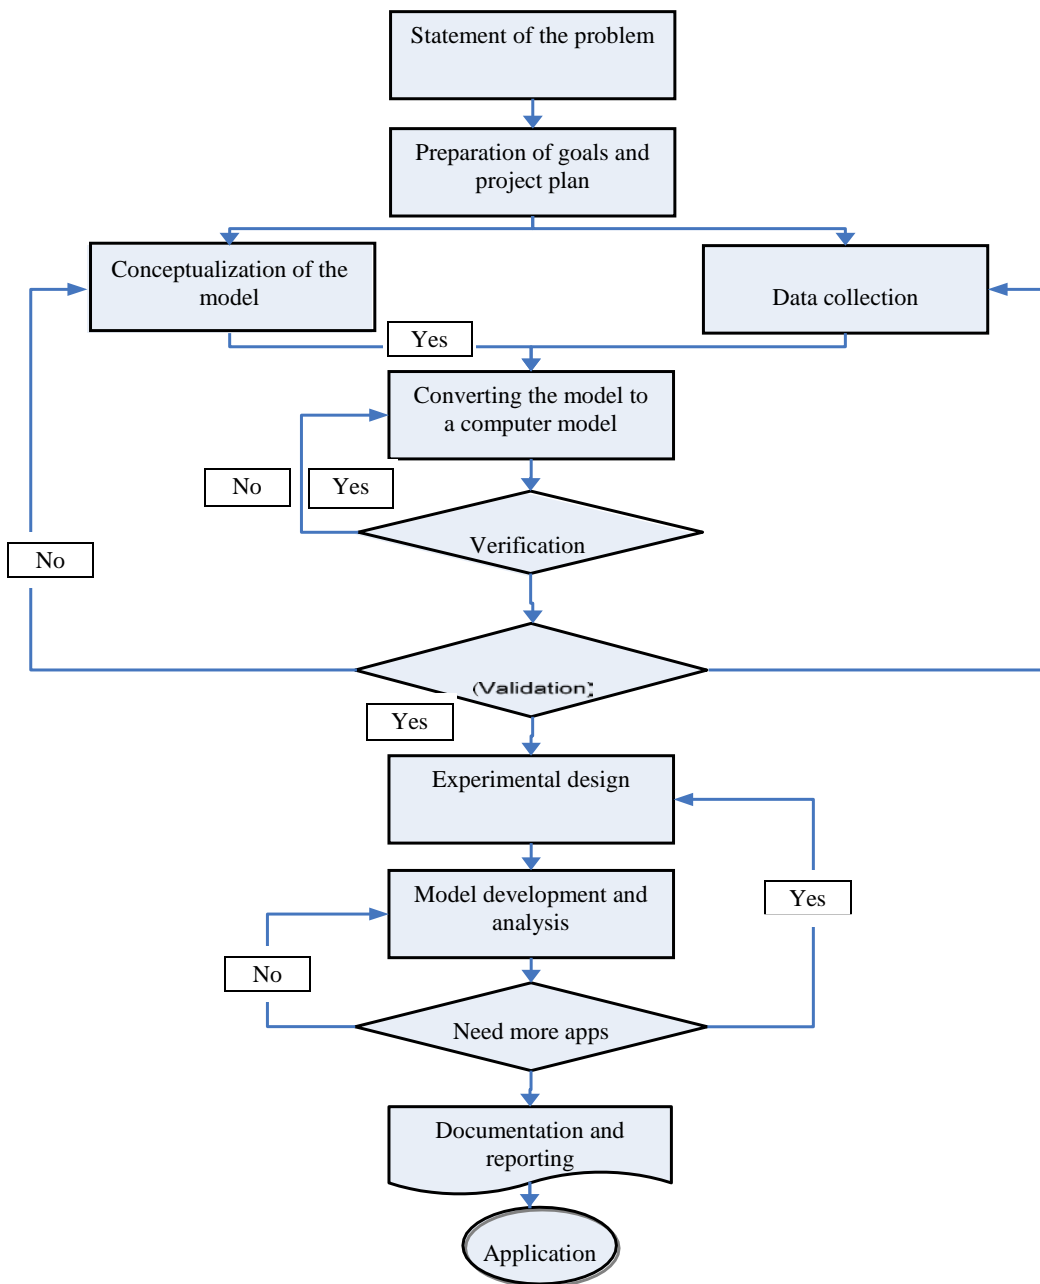 Statement of the problem
Preparation of goals and
project plan
Conceptualization of the
model
Data collection
Yes
Converting the model to
a computer model
No
Yes
Verification
No
(Validation)
Yes
Experimental design
Model development and
analysis
Yes
No
Need more apps
Documentation and
reporting
Application